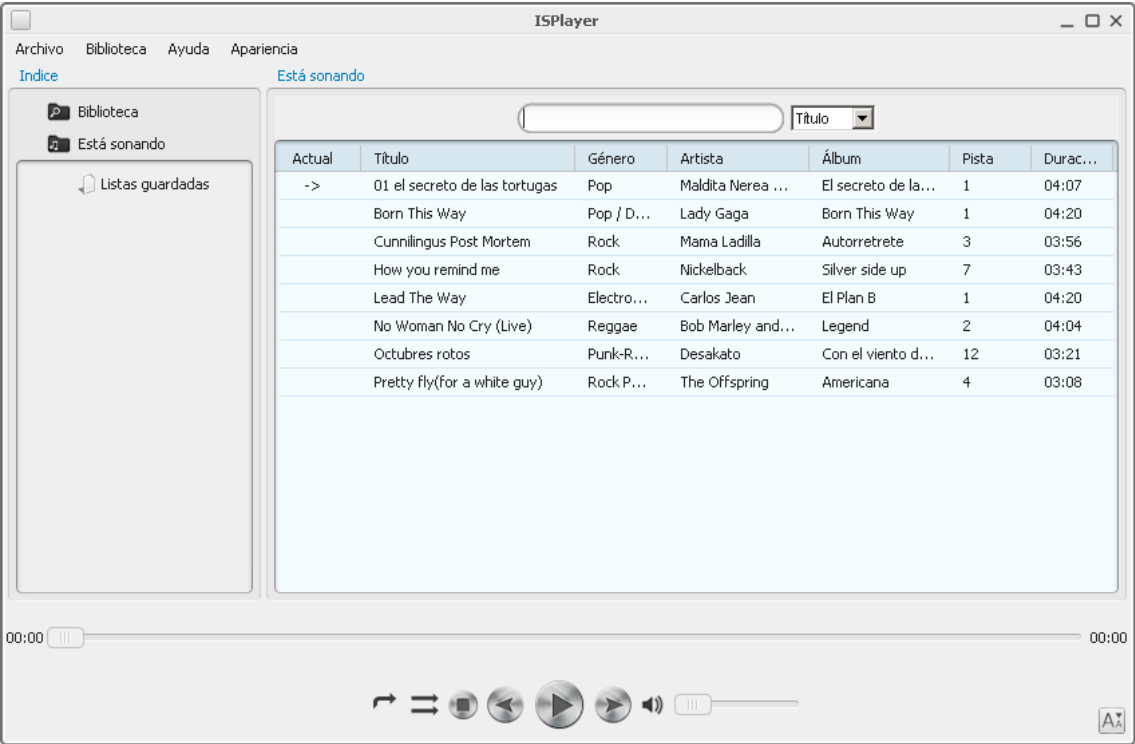 ISPlayer
Archivo Biblioteca Ayuda Apariencia
Indice
Está sonando
Biblioteca
Está sonando
Listas guardadas
Título
Actual Título Género Artista Álbum Pista Durac...
-> 01 el secreto de las tortugas Pop Maldita Nerea ... El secreto de la... 1 04:07
Born This Way Pop / D... Lady Gaga Born This Way 1 04:20
Cunnilingus Post Mortem Rock Mama Ladilla Autorretrete 3 03:56
How you remind me Rock Nickelback Silver side up 7 03:43
Lead The Way Electro... Carlos Jean El Plan B 1 04:20
No Woman No Cry (Live) Reggae Bob Marley and... Legend 2 04:04
Octubres rotos Punk-R... Desakato Con el viento d... 12 03:21
Pretty fly(for a white guy) Rock P... The Offspring Americana 4 03:08
00:00 00:00